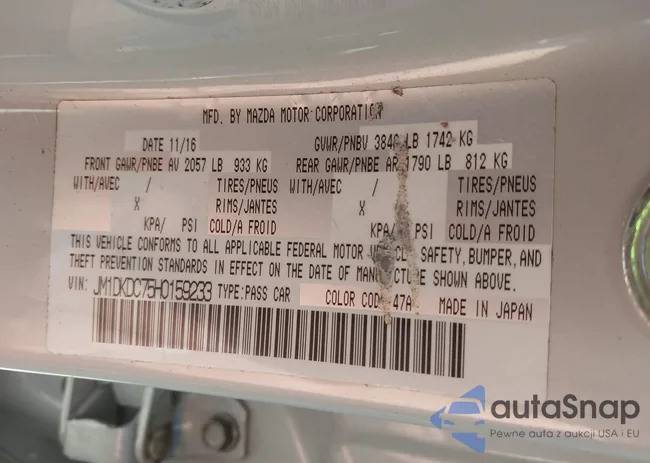 MFD. BY MAZDA MOTOR CORPORATION
DATE 11/16 GVWR/PNBV 3840 LB 1742 KG
FRONT GAWR/PNBE AV 2057 LB 933 KG REAR GAWR/PNBE AR 1790 LB 812 KG
WITH/AVEC / TIRES/PNEUS WITH/AVEC / TIRES/PNEUS
X RIMS/JANTES X RIMS/JANTES
KPA/ PSI COLD/A FROID KPA/ PSI COLD/A FROID
THIS VEHICLE CONFORMS TO ALL APPLICABLE FEDERAL MOTOR VEHICLE SAFETY, BUMPER, AND
THEFT PREVENTION STANDARDS IN EFFECT ON THE DATE OF MANUFACTURE SHOWN ABOVE.
VIN: JM1DKDC75H0159233 TYPE:PASS CAR COLOR CODE 47A MADE IN JAPAN
autaSnap
Pewne auta z aukcji USA i EU